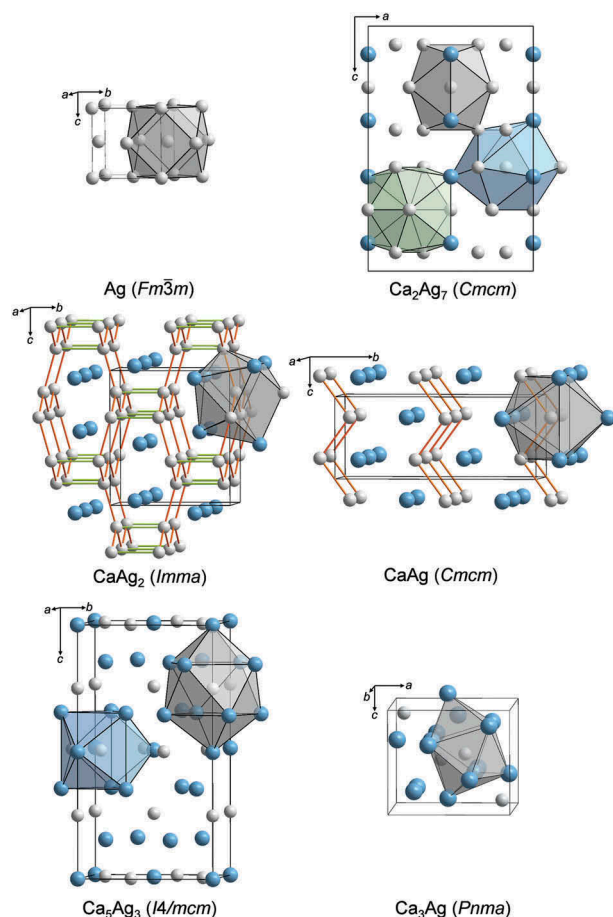 a
c
a b
c
Ag (Fm3̅m)
Ca₂Ag₇ (Cmcm)
a b
c
a b
c
CaAg₂ (Imma)
CaAg (Cmcm)
a b
c
b a
c
Ca₅Ag₃ (I4/mcm)
Ca₃Ag (Pnma)